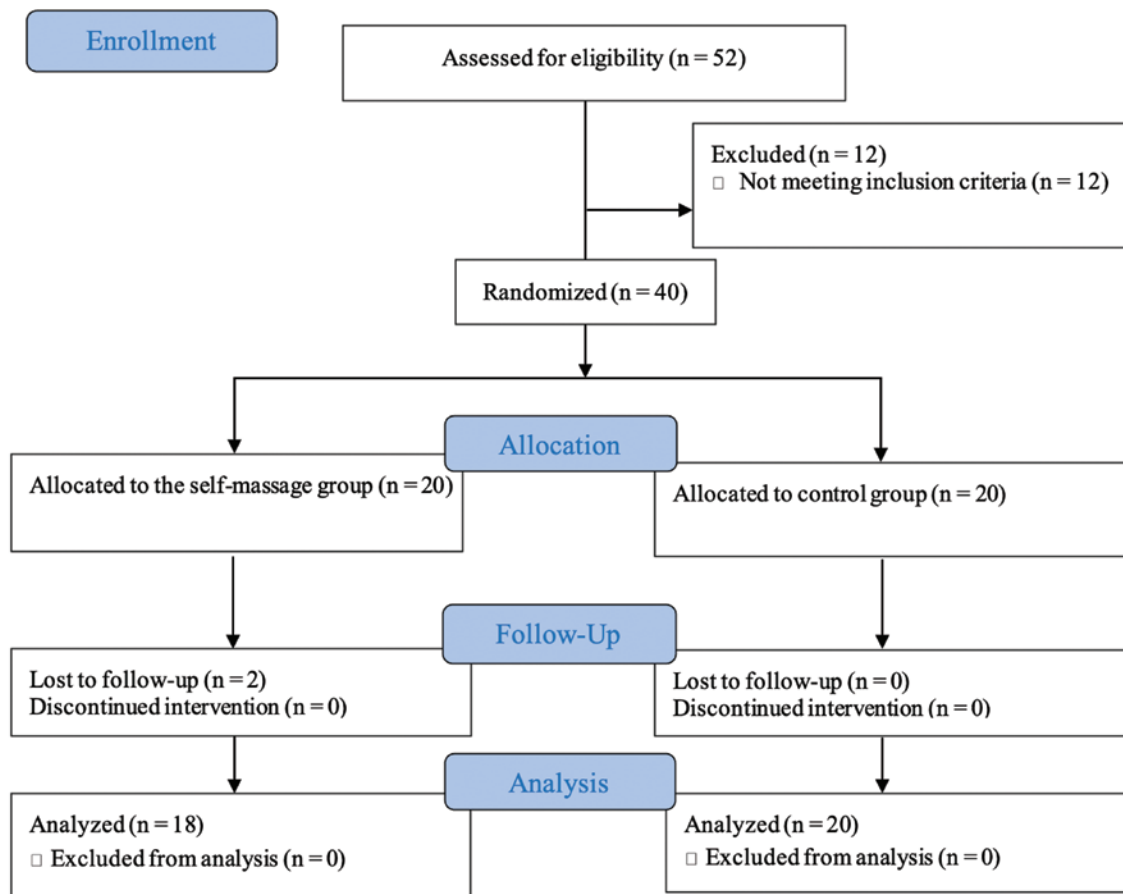 Enrollment
Assessed for eligibility (n = 52)
Excluded (n = 12)
□ Not meeting inclusion criteria (n = 12)
Randomized (n = 40)
Allocation
Allocated to the self-massage group (n = 20)
Allocated to control group (n = 20)
Follow-Up
Lost to follow-up (n = 2)
Discontinued intervention (n = 0)
Lost to follow-up (n = 0)
Discontinued intervention (n = 0)
Analysis
Analyzed (n = 18)
□ Excluded from analysis (n = 0)
Analyzed (n = 20)
□ Excluded from analysis (n = 0)